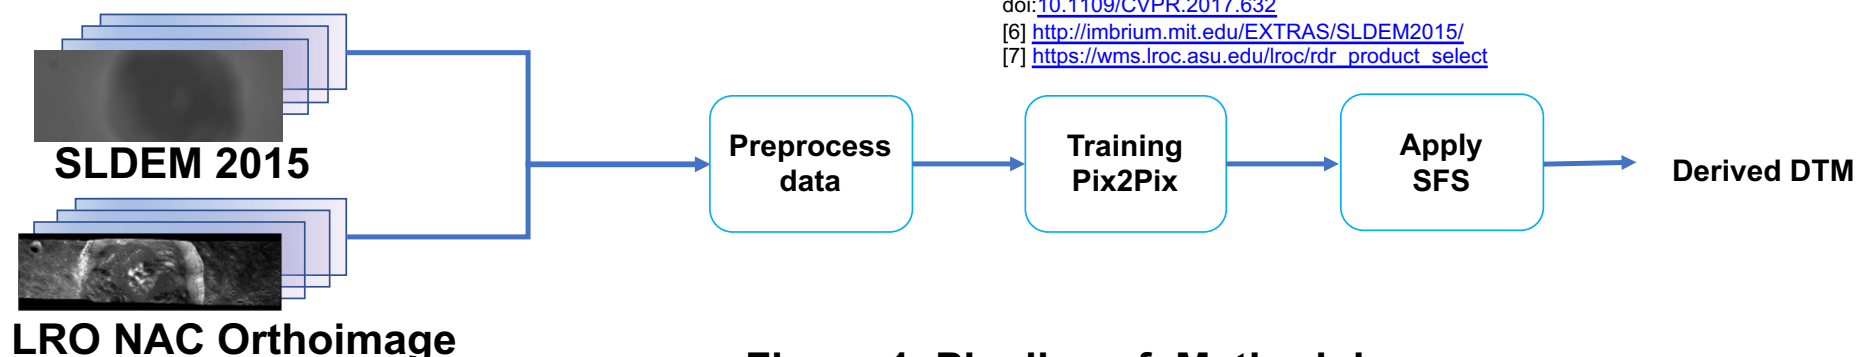 doi:10.1109/CVPR.2017.632
[6] http://imbrium.mit.edu/EXTRAS/SLDEM2015/
[7] https://wms.lroc.asu.edu/lroc/rdr_product_select
SLDEM 2015
Preprocess
data
Training
Pix2Pix
Apply
SFS
Derived DTM
LRO NAC Orthoimage